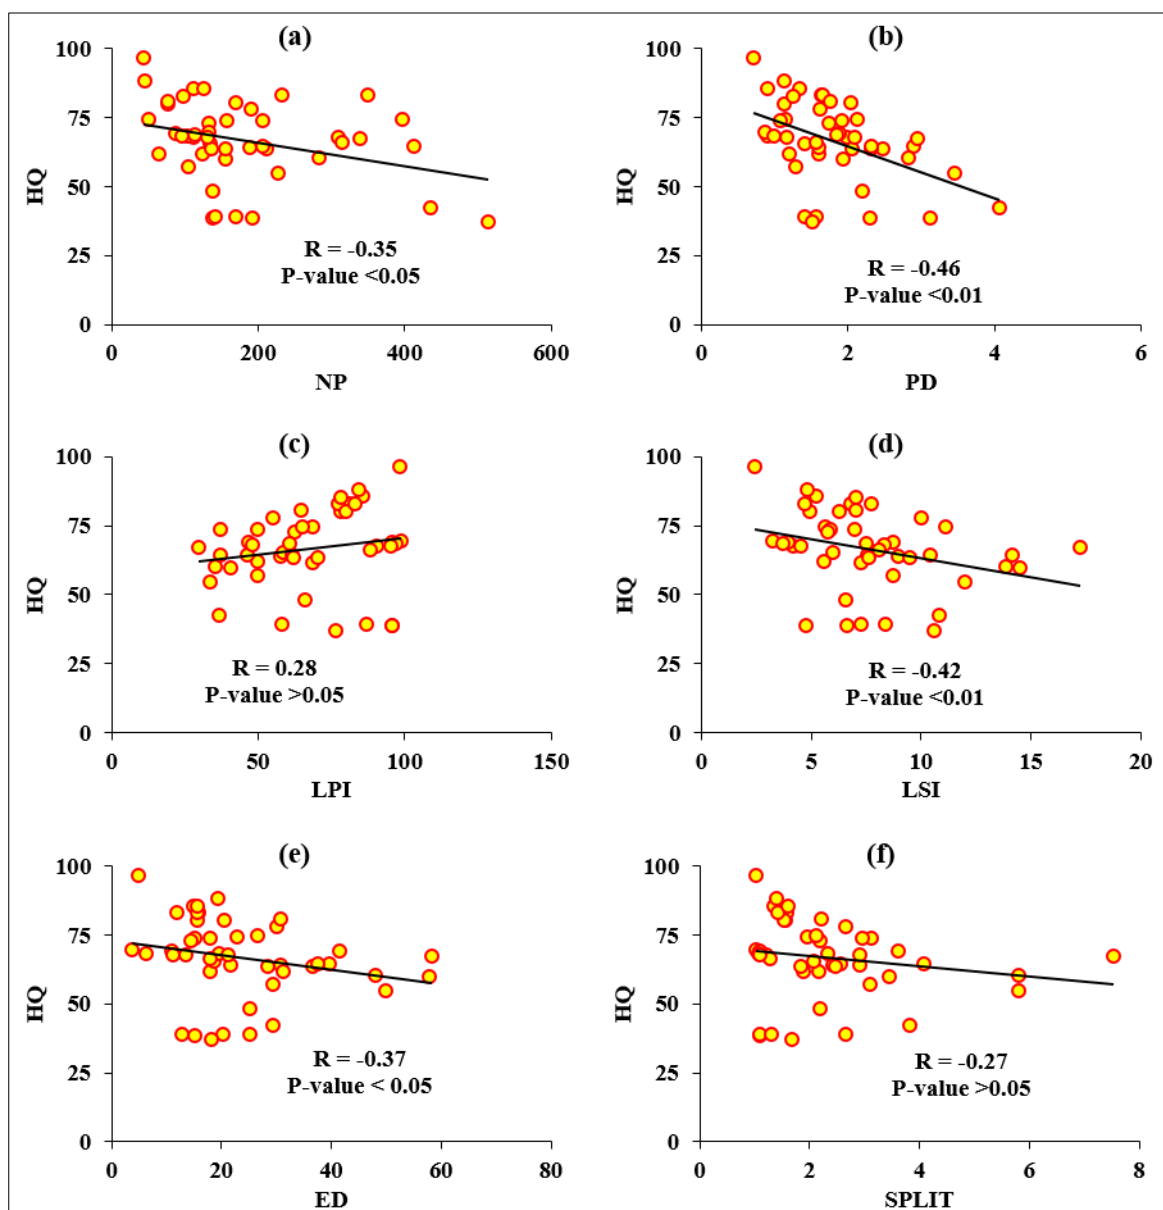 (a)
100
75
50
25
0
HQ
R = -0.35
P-value <0.05
0 200 400 600
NP
(b)
100
75
50
25
0
HQ
R = -0.46
P-value <0.01
0 2 4 6
PD
(c)
100
75
50
25
0
HQ
R = 0.28
P-value >0.05
0 50 100 150
LPI
(d)
100
75
50
25
0
HQ
R = -0.42
P-value <0.01
0 5 10 15 20
LSI
(e)
100
75
50
25
0
HQ
R = -0.37
P-value < 0.05
0 20 40 60 80
ED
(f)
100
75
50
25
0
HQ
R = -0.27
P-value >0.05
0 2 4 6 8
SPLIT